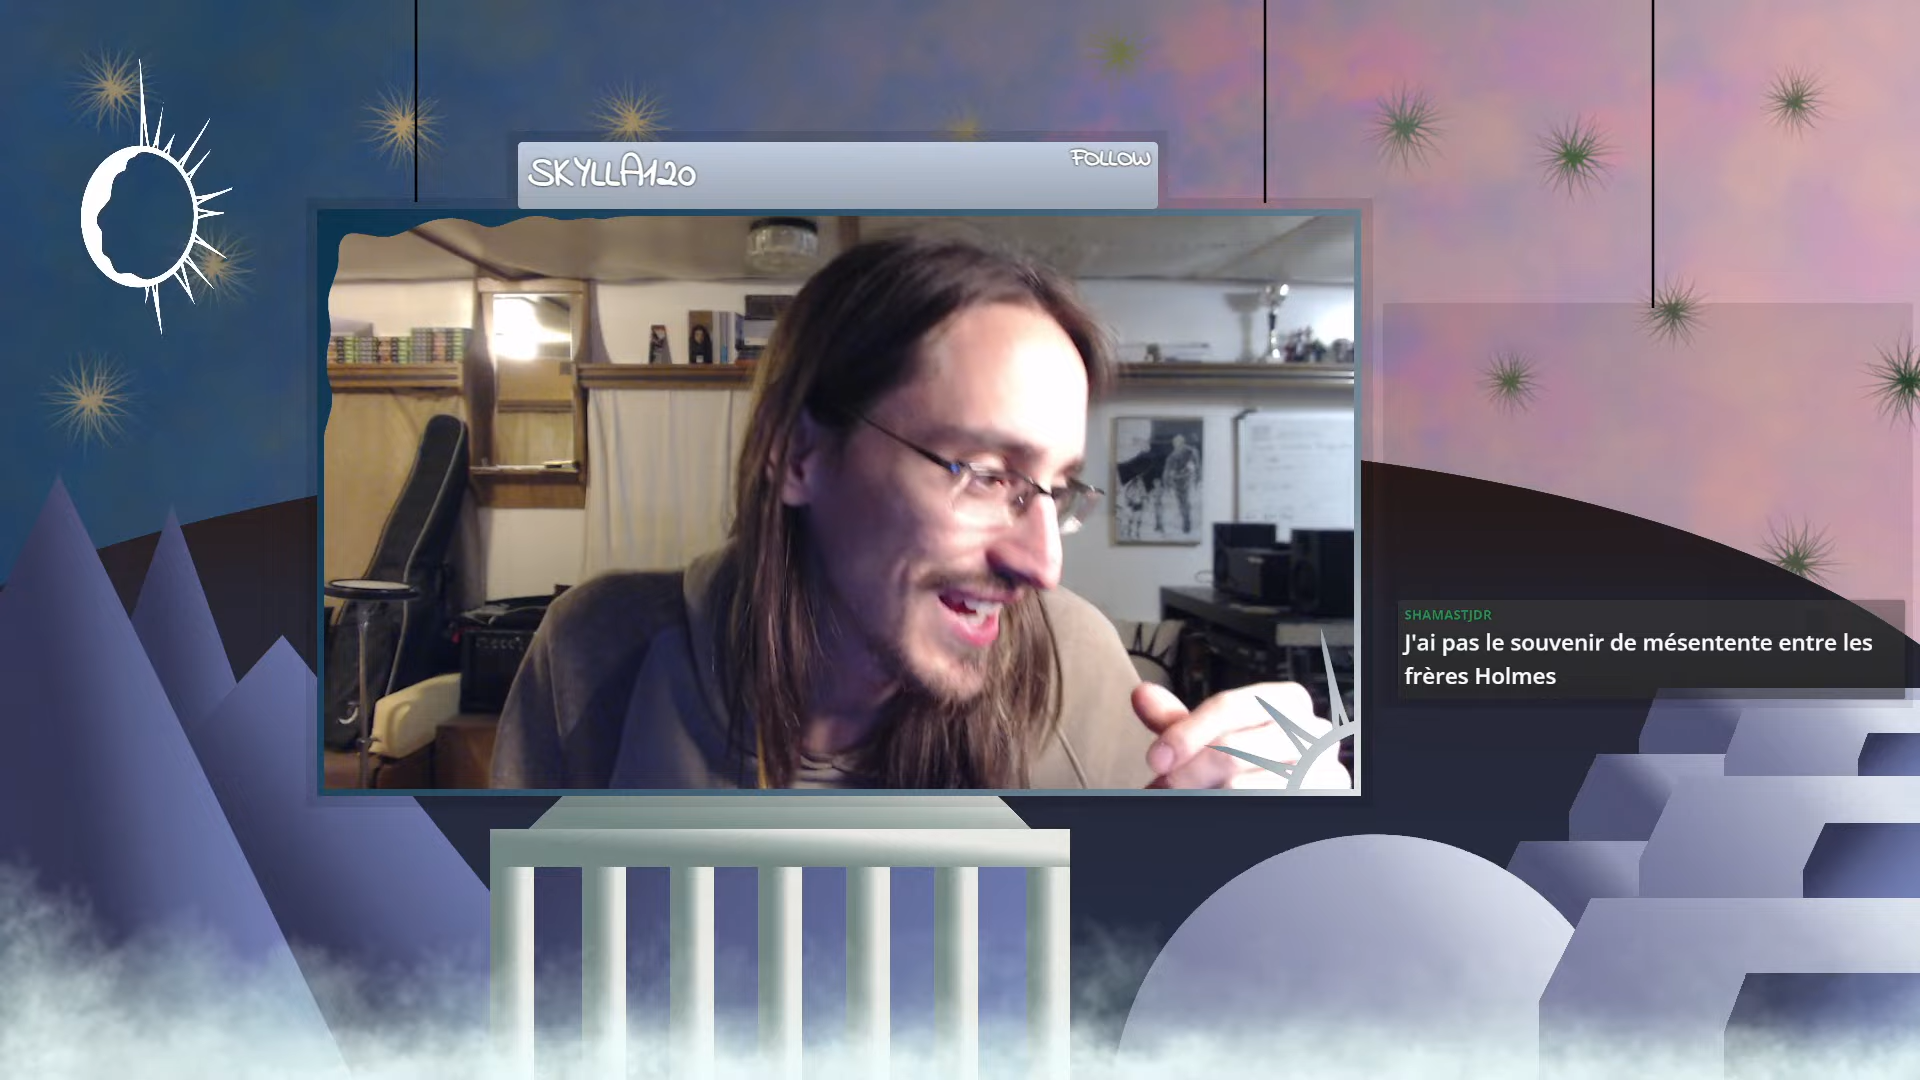 SKYLLA120
FOLLOW
SHAMASTJDR
J'ai pas le souvenir de mésentente entre les
frères Holmes